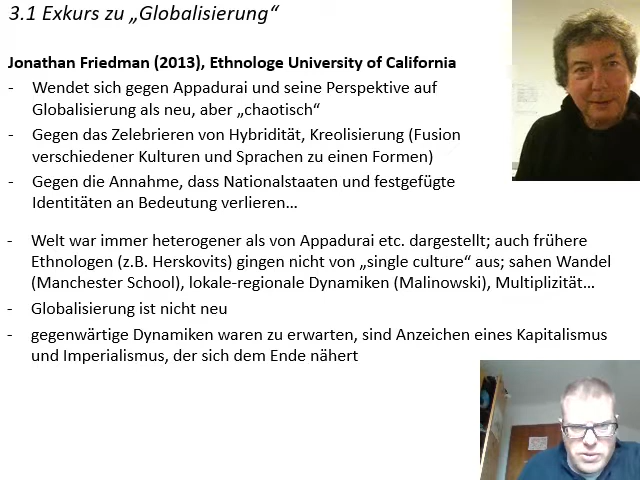 3.1 Exkurs zu „Globalisierung“
Jonathan Friedman (2013), Ethnologe University of California
- Wendet sich gegen Appadurai und seine Perspektive auf
Globalisierung als neu, aber „chaotisch“
- Gegen das Zelebrieren von Hybridität, Kreolisierung (Fusion
verschiedener Kulturen und Sprachen zu einen Formen)
- Gegen die Annahme, dass Nationalstaaten und festgefügte
Identitäten an Bedeutung verlieren…
- Welt war immer heterogener als von Appadurai etc. dargestellt; auch frühere
Ethnologen (z.B. Herskovits) gingen nicht von „single culture“ aus; sahen Wandel
(Manchester School), lokale-regionale Dynamiken (Malinowski), Multiplizität…
- Globalisierung ist nicht neu
- gegenwärtige Dynamiken waren zu erwarten, sind Anzeichen eines Kapitalismus
und Imperialismus, der sich dem Ende nähert